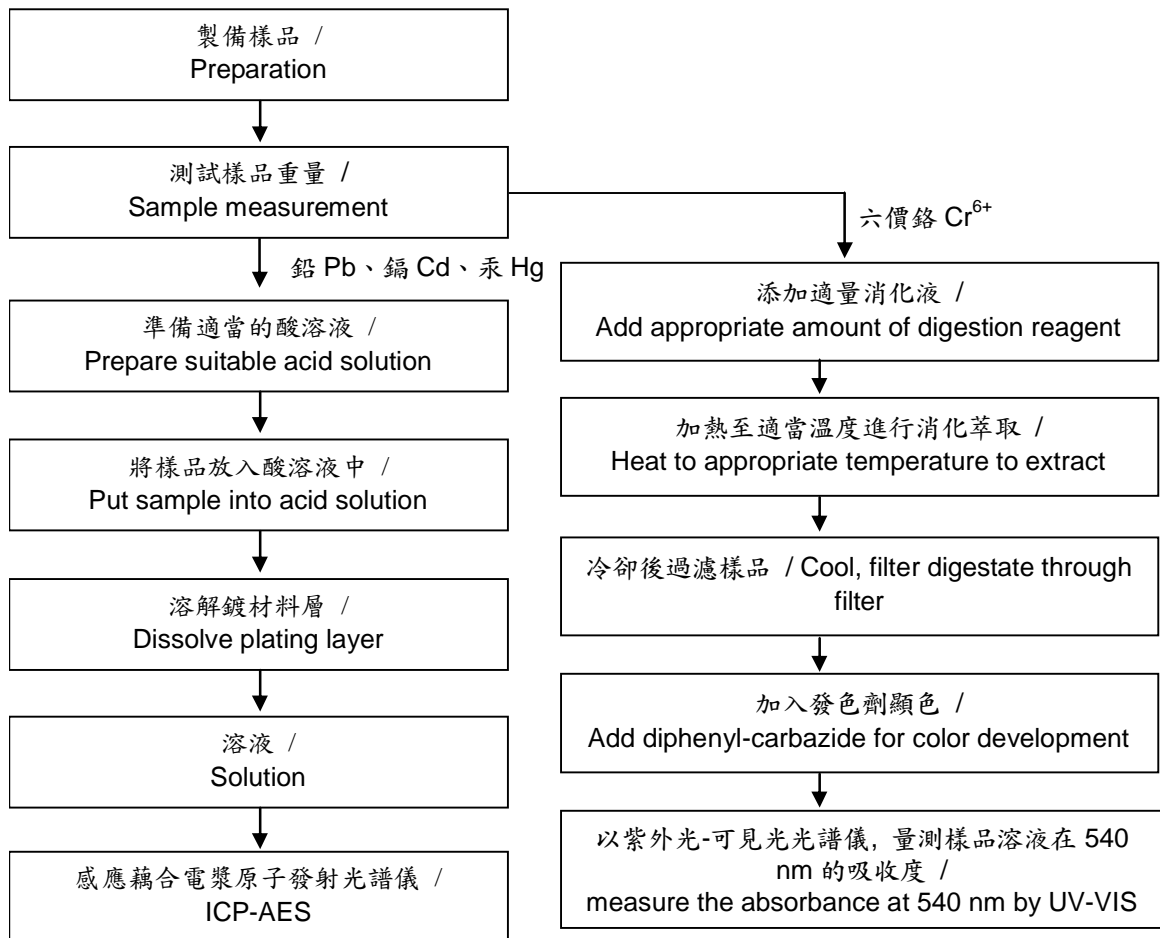 製備樣品 /
Preparation
測試樣品重量 /
Sample measurement
鉛 Pb、鎘 Cd、汞 Hg
準備適當的酸溶液 /
Prepare suitable acid solution
將樣品放入酸溶液中 /
Put sample into acid solution
溶解鍍材料層 /
Dissolve plating layer
溶液 /
Solution
感應藕合電漿原子發射光譜儀 /
ICP-AES
六價鉻 Cr6+
添加適量消化液 /
Add appropriate amount of digestion reagent
加熱至適當溫度進行消化萃取 /
Heat to appropriate temperature to extract
冷卻後過濾樣品 / Cool, filter digestate through
filter
加入發色劑顯色 /
Add diphenyl-carbazide for color development
以紫外光-可見光光譜儀, 量測樣品溶液在 540
nm 的吸收度 /
measure the absorbance at 540 nm by UV-VIS